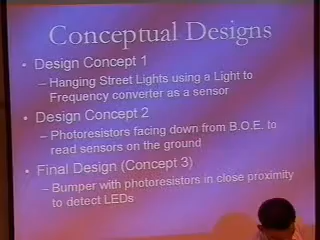 Conceptual Designs
• Design Concept 1
– Hanging Street Lights using a Light to
Frequency converter as a sensor
• Design Concept 2
– Photoresistors facing down from B.O.E. to
read sensors on the ground
• Final Design (Concept 3)
– Bumper with photoresistors in close proximity
to detect LEDs